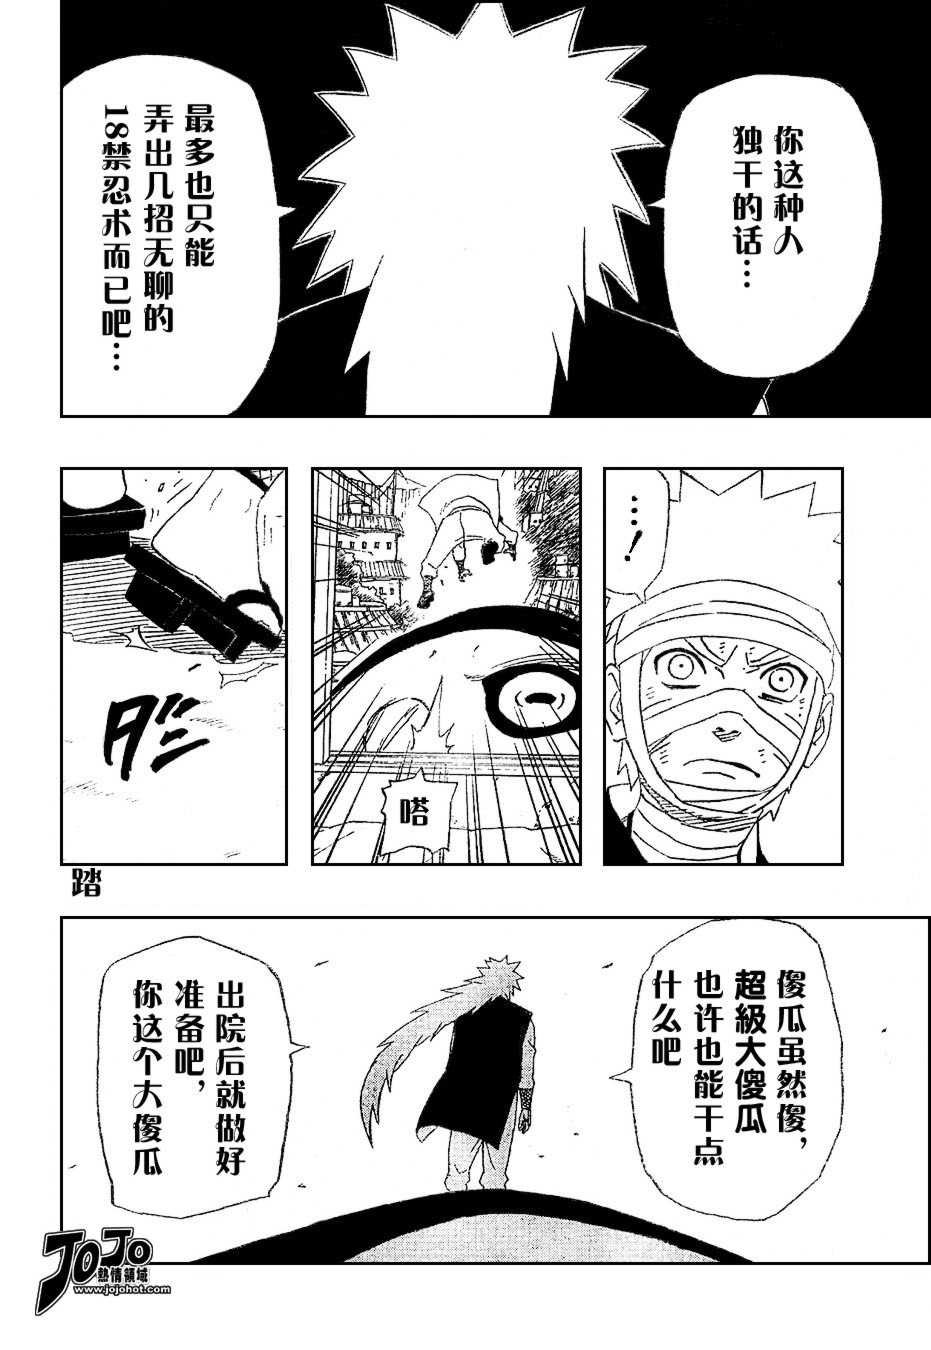 你这种人
独干的话…
最多也只能
弄出几招无聊的
18禁忍术而已吧…
…！
嗒
ダン
踏
傻瓜虽然傻，
超級大傻瓜
也许也能干点
什么吧
出院后就做好
准备吧，
你这个大傻瓜
JOJO
熱情領域
www.jojohot.com